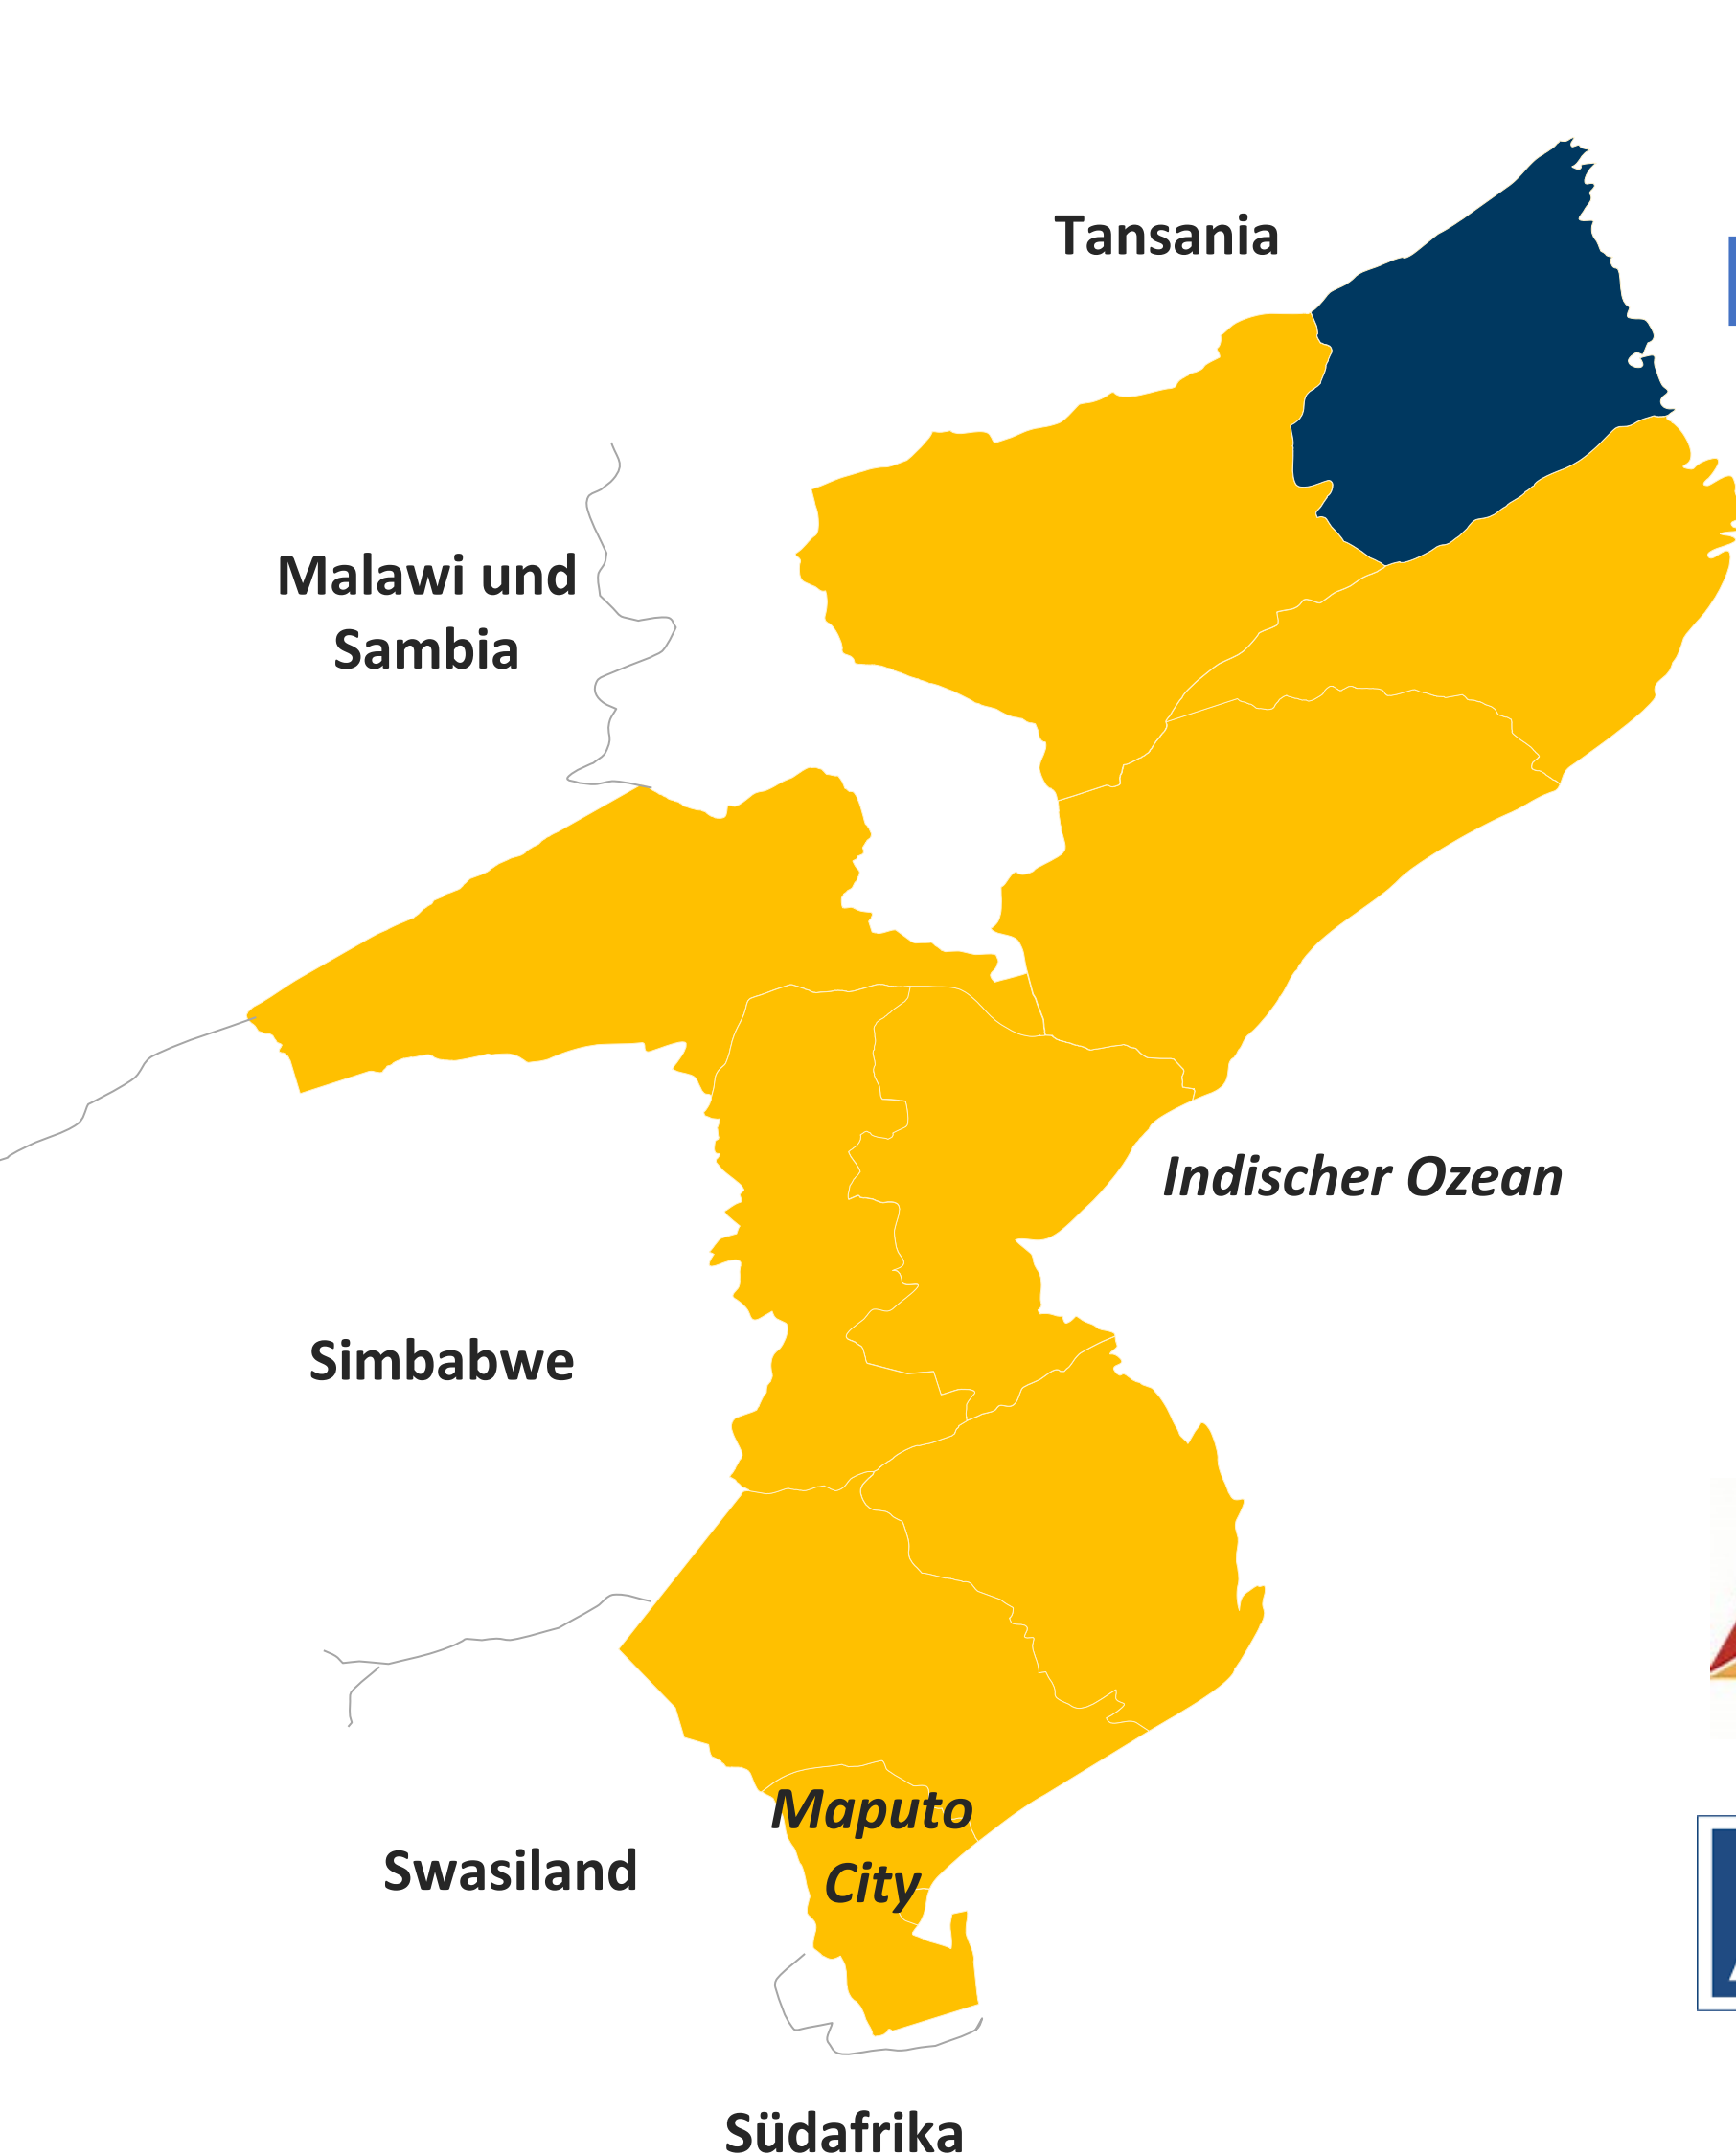 Tansania
Malawi und
Sambia
Indischer Ozean
Simbabwe
Maputo
City
Swasiland
Südafrika